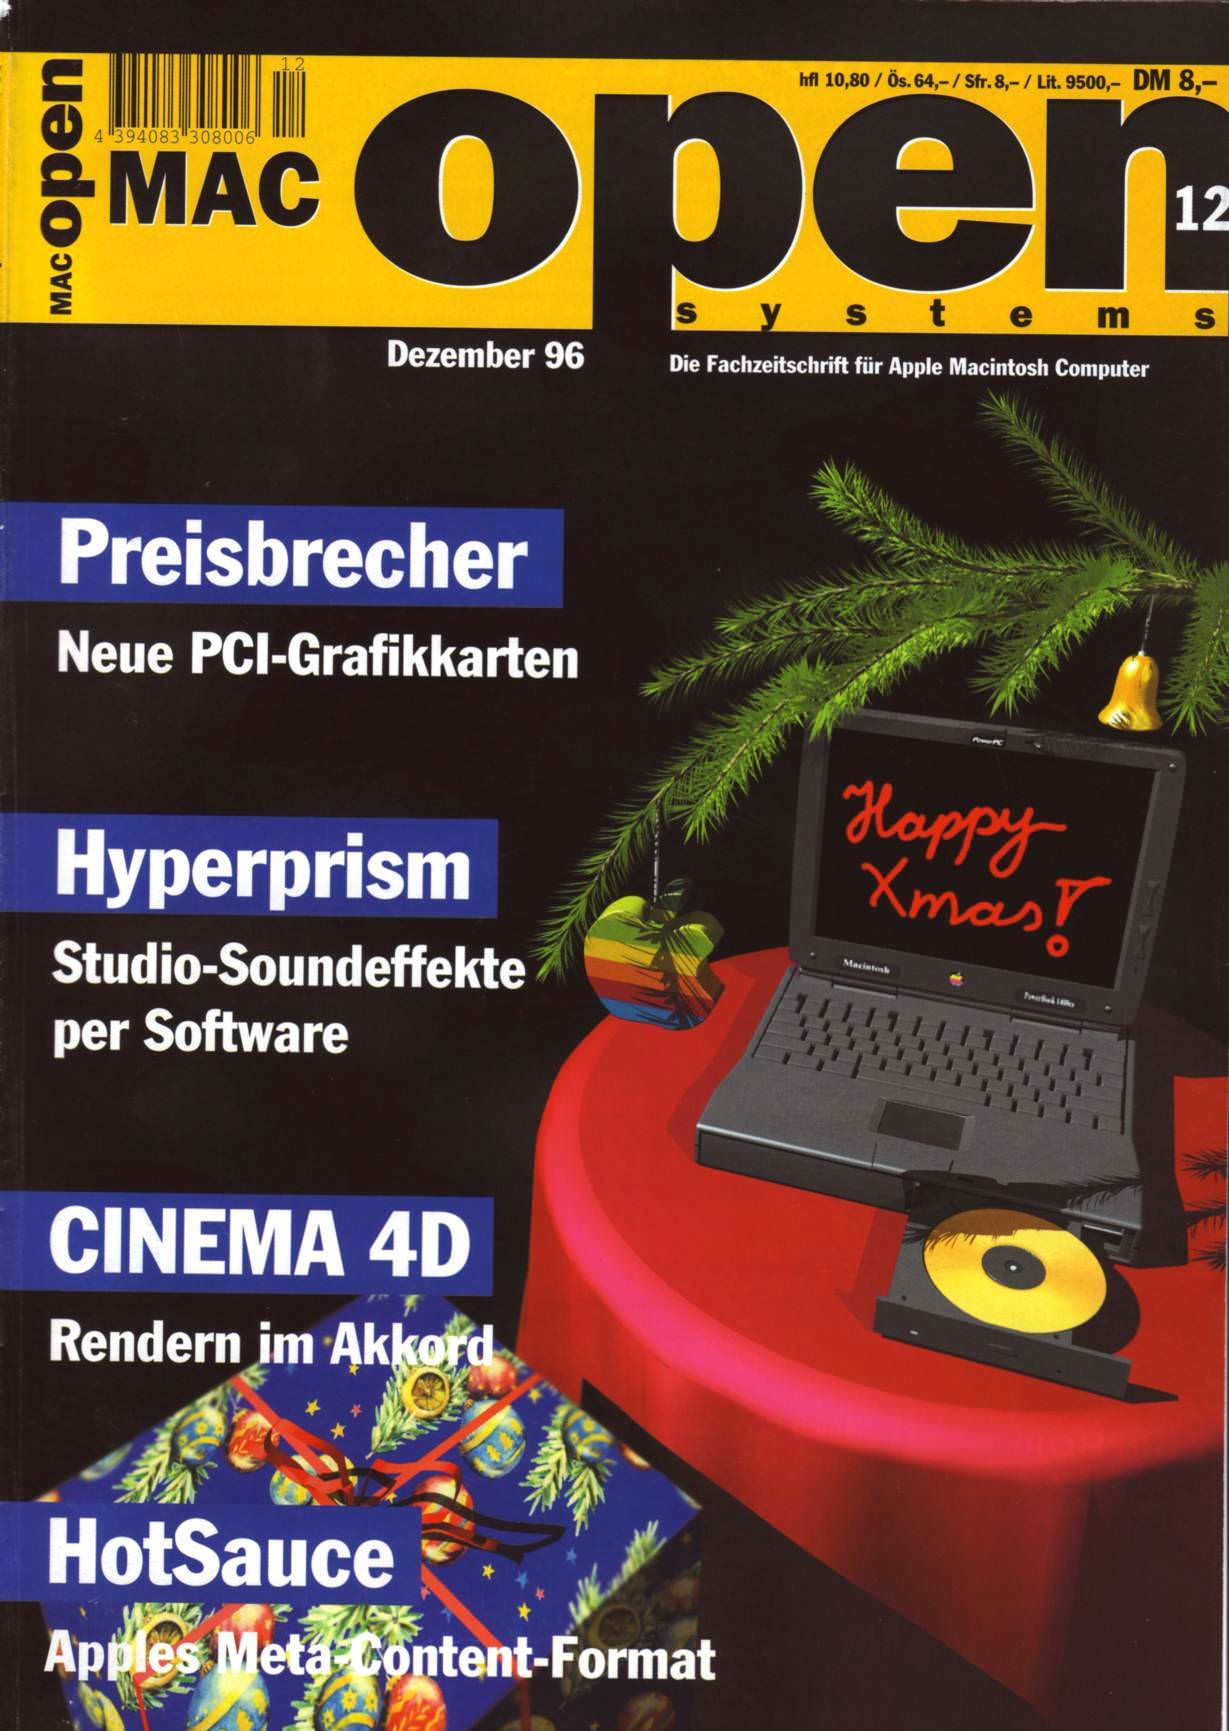 MAC open
12
4 394083 308006
hfl 10,80 / Ös. 64,– / Sfr. 8,– / Lit. 9500,– DM 8,–
MAC open
12
systems
Dezember 96
Die Fachzeitschrift für Apple Macintosh Computer
Preisbrecher
Neue PCI-Grafikkarten
PowerPC
Happy
Xmas!
Hyperprism
Studio-Soundeffekte
per Software
Macintosh
CINEMA 4D
Rendern im Akkord
HotSauce
Apples Meta-Content-Format